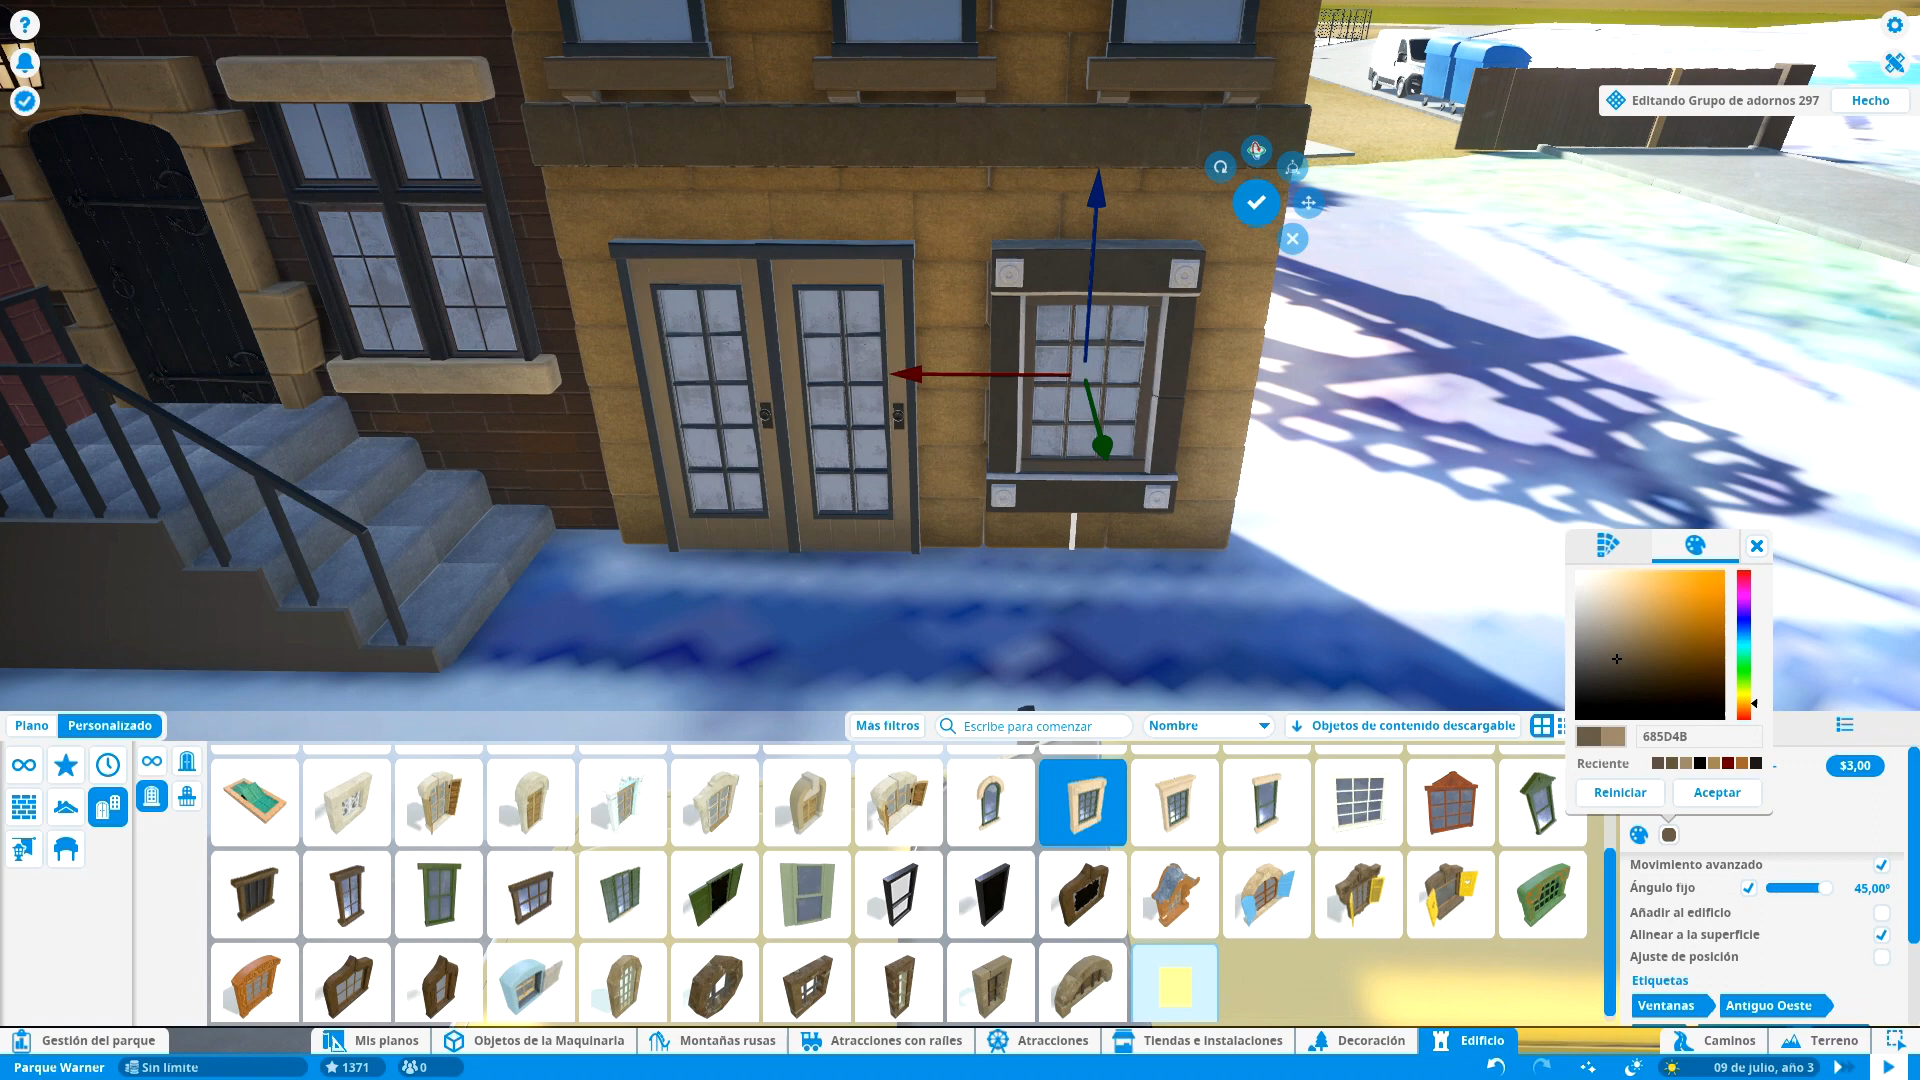 Editando Grupo de adornos 297
Hecho
685D4B
Reciente
Reiniciar
Aceptar
Plano
Personalizado
Más filtros
Escribe para comenzar
Nombre
Objetos de contenido descargable
$3,00
Movimiento avanzado
Ángulo fijo
45,00°
Añadir al edificio
Alinear a la superficie
Ajuste de posición
Etiquetas
Ventanas
Antiguo Oeste
Gestión del parque
Mis planos
Objetos de la Maquinaria
Montañas rusas
Atracciones con raíles
Atracciones
Tiendas e Instalaciones
Decoración
Edificio
Caminos
Terreno
Parque Warner
Sin límite
1371
0
09 de julio, año 3